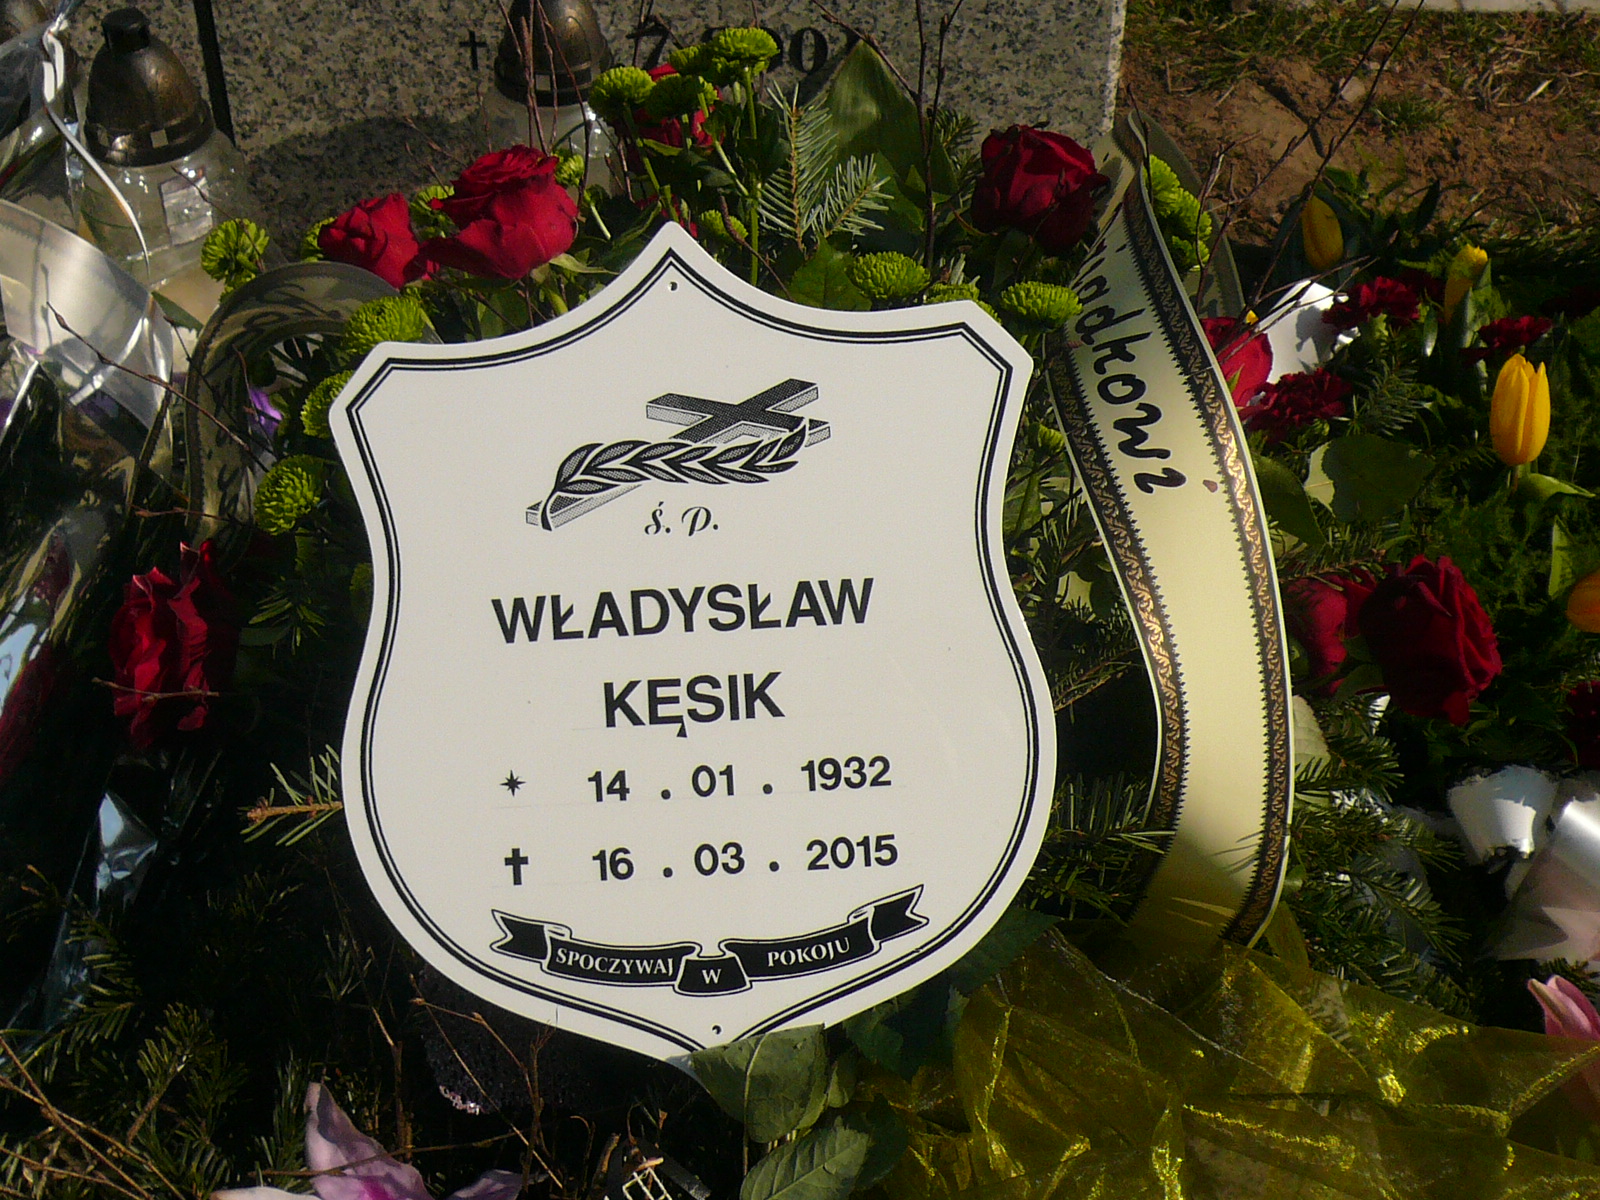 ś. p.
WŁADYSŁAW
KĘSIK
14 . 01 . 1932
✝ 16 . 03 . 2015
SPOCZYWAJ W POKOJU